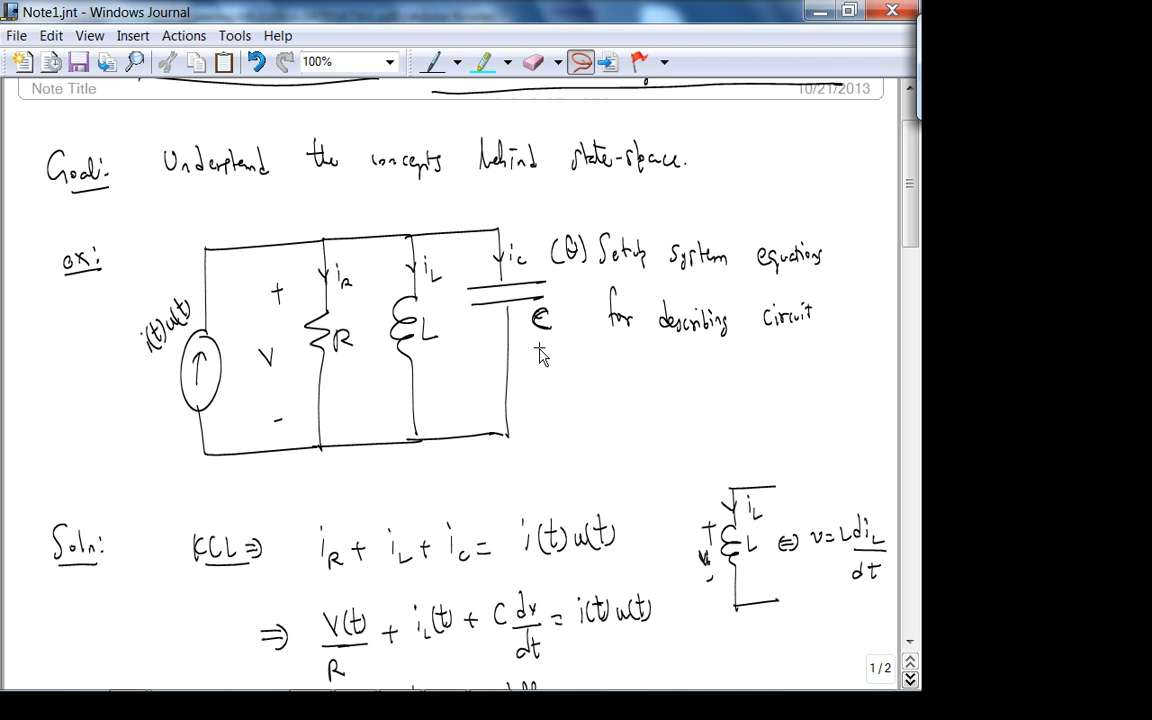 Note1.jnt - Windows Journal
File Edit View Insert Actions Tools Help
100%
Note Title
10/21/2013
Goal: Understand the concepts behind state-space.
ex:
i(t)u(t)
+
V
-
iR
R
iL
L
ic
C
(Q) Setup system equations
for describing circuit
Soln: KCL ⇒ iR + iL + iC = i(t)u(t)
⇒ V(t)/R + iL(t) + C dv/dt = i(t)u(t)
+
v
-
iL
L ⇔ v = L diL/dt
1/2